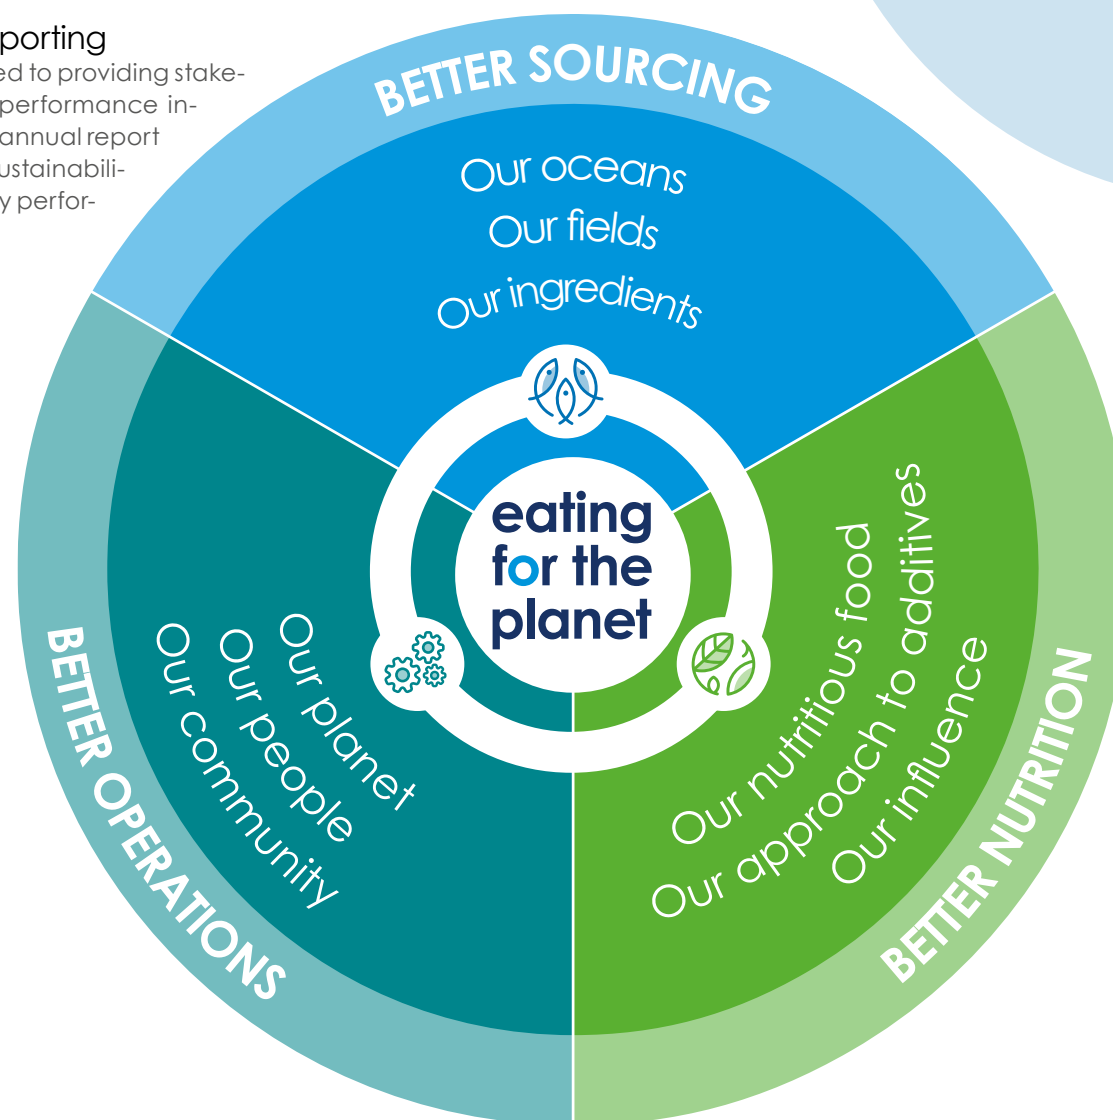 porting
ed to providing stake-
performance in-
annual report
ustainabili-
y perfor-
BETTER SOURCING
Our oceans
Our fields
Our ingredients
eating
for the
planet
Our planet
Our people
Our community
BETTER OPERATIONS
Our nutritious food
Our approach to additives
Our influence
BETTER NUTRITION